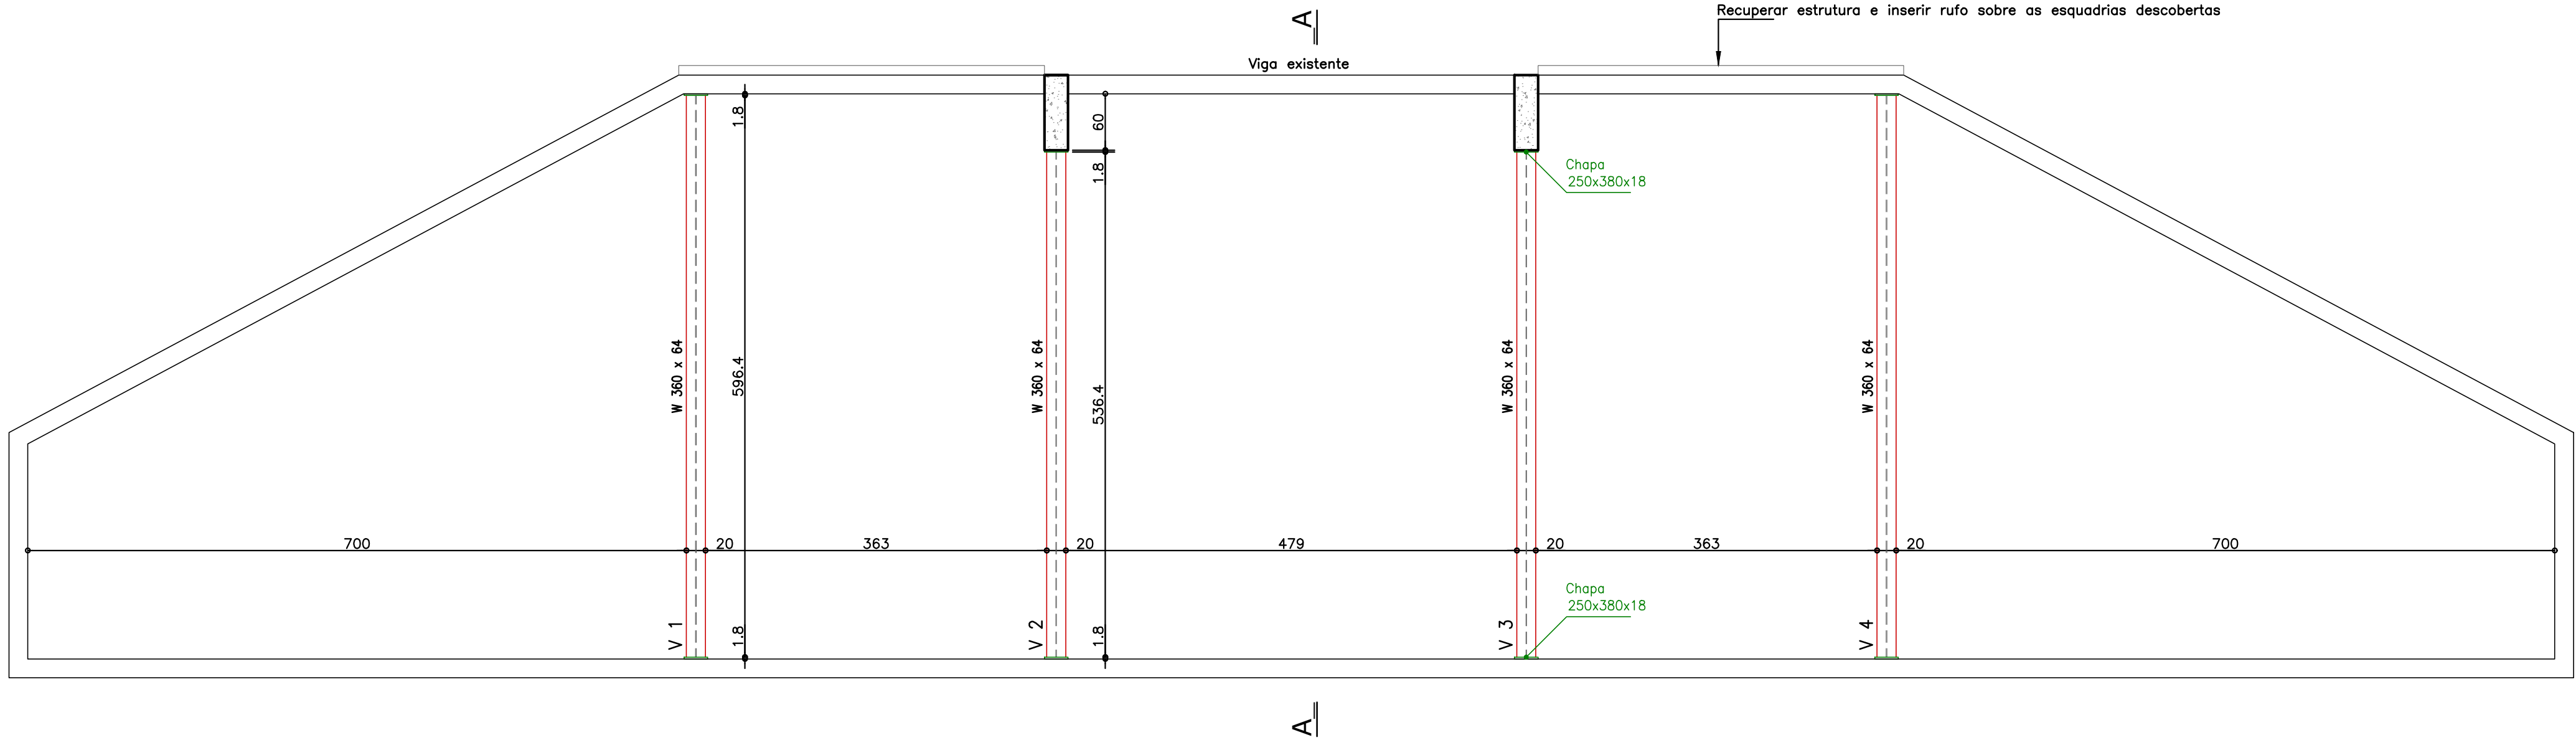 A
Recuperar estrutura e inserir rufo sobre as esquadrias descobertas
Viga existente
1.8
60
1.8
Chapa
250x380x18
W 360 x 64
596.4
W 360 x 64
536.4
W 360 x 64
W 360 x 64
700
20
363
20
479
20
363
20
700
Chapa
250x380x18
V 1
1.8
V 2
1.8
V 3
V 4
A